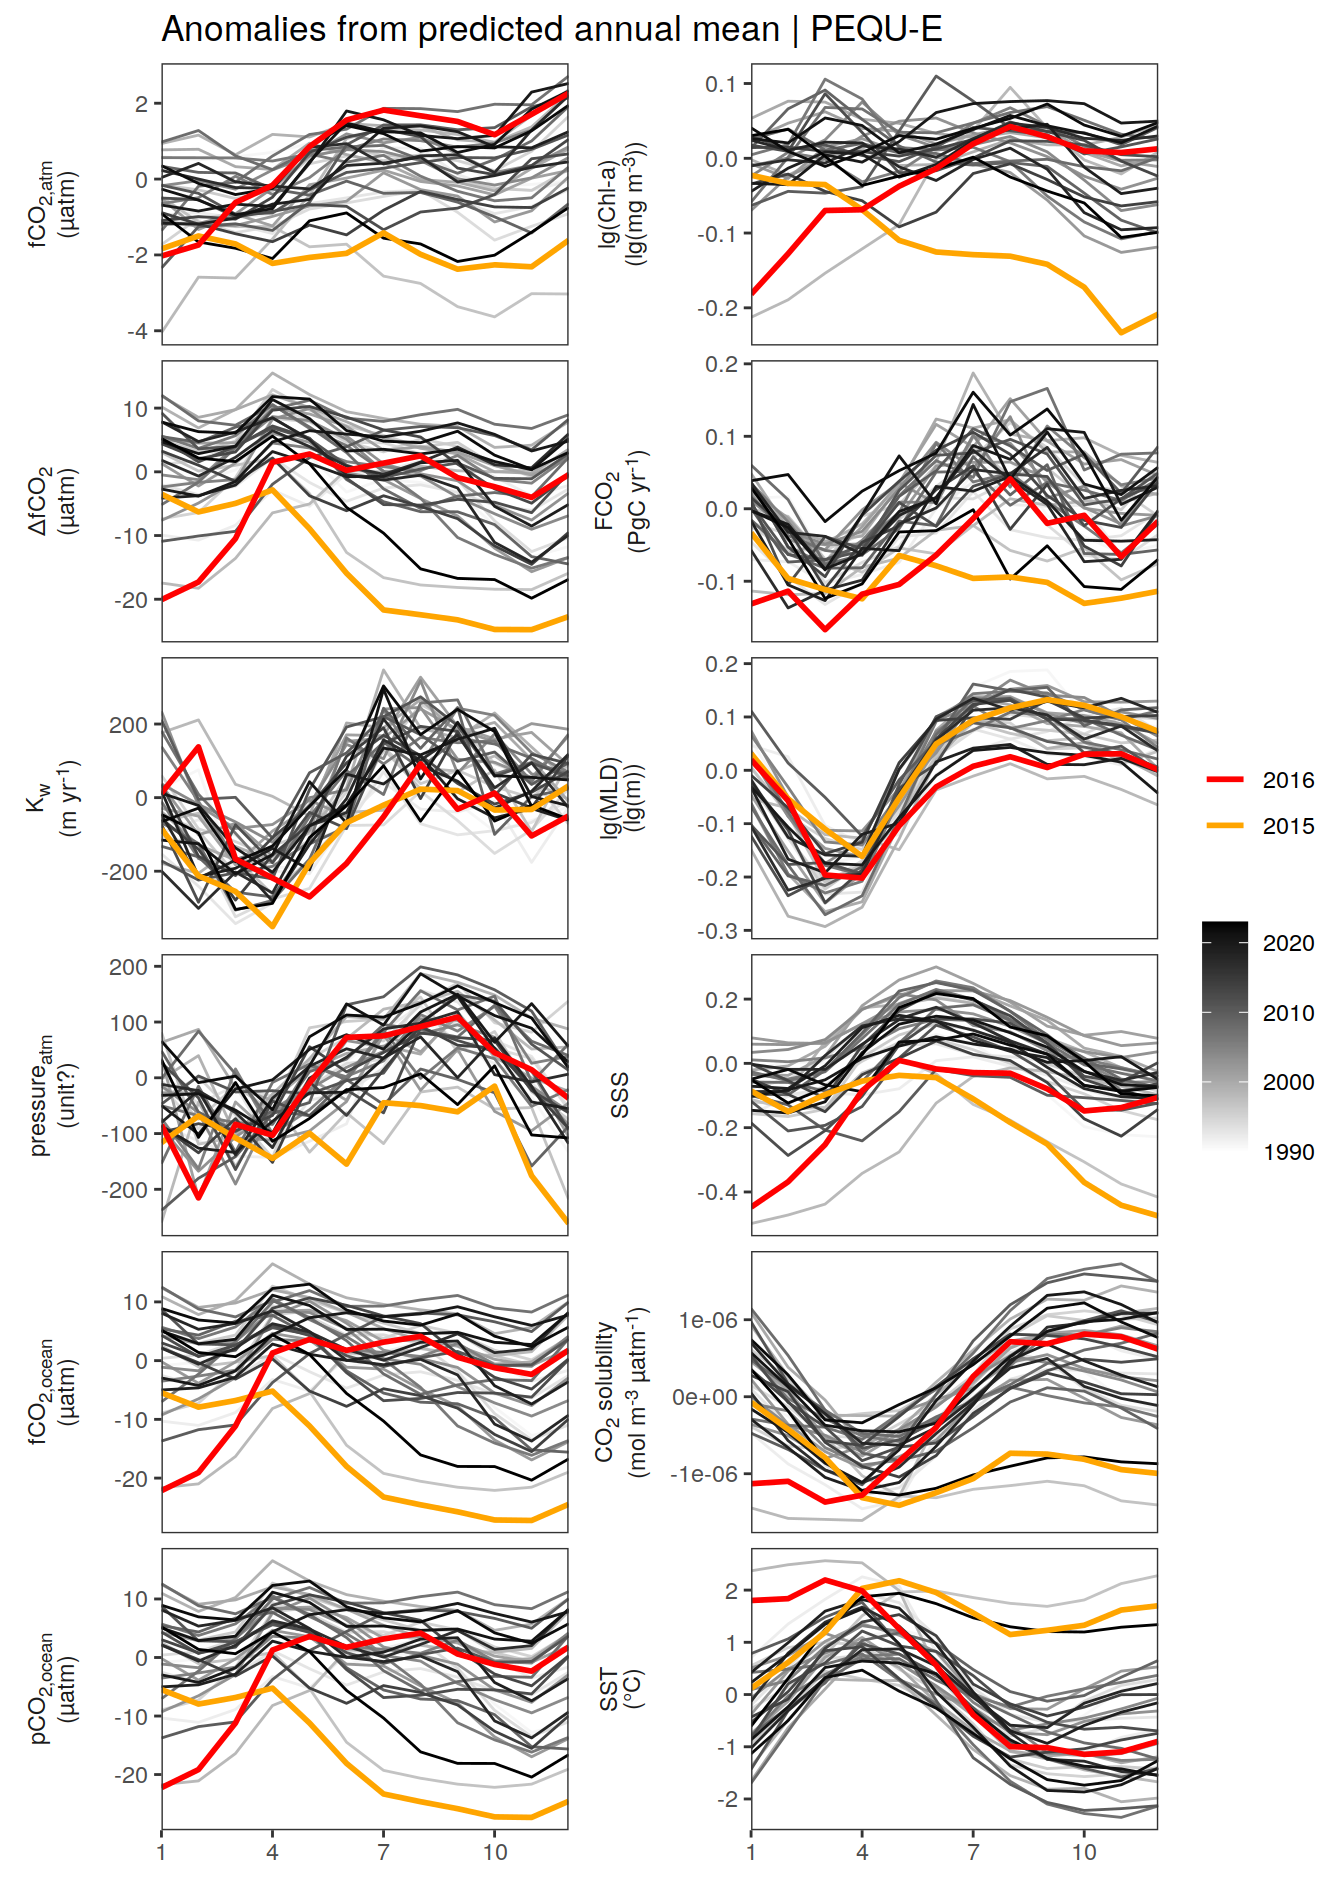 Anomalies from predicted annual mean | PEQU-E
fCO2,atm
(µatm)
2
0
-2
-4
lg(Chl-a)
(lg(mg m-3))
0.1
0.0
-0.1
-0.2
ΔfCO2
(µatm)
10
0
-10
-20
FCO2
(PgC yr-1)
0.2
0.1
0.0
-0.1
Kw
(m yr-1)
200
0
-200
lg(MLD)
(lg(m))
0.2
0.1
0.0
-0.1
-0.2
-0.3
pressureatm
(unit?)
200
100
0
-100
-200
SSS
0.2
0.0
-0.2
-0.4
fCO2,ocean
(µatm)
10
0
-10
-20
CO2 solubility
(mol m-3 µatm-1)
1e-06
0e+00
-1e-06
pCO2,ocean
(µatm)
10
0
-10
-20
SST
(°C)
2
1
0
-1
-2
1 4 7 10
1 4 7 10
2016
2015
2020
2010
2000
1990